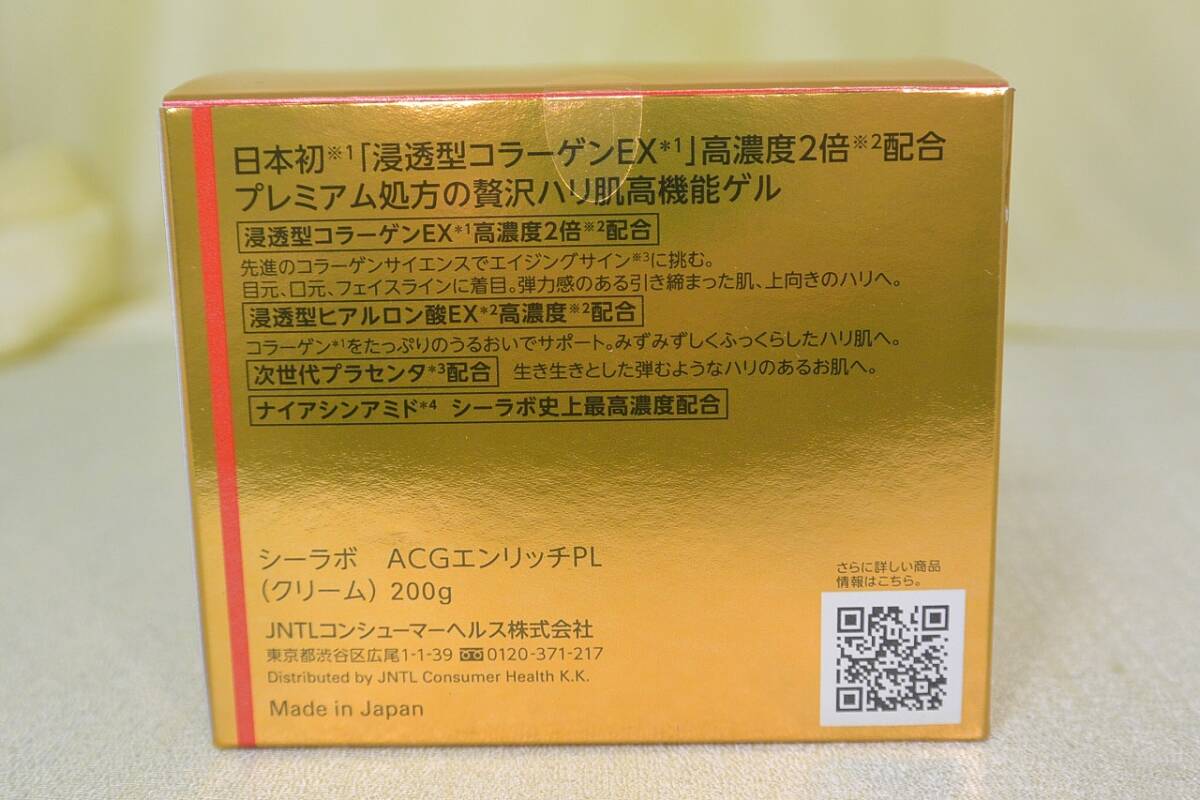 日本初※1「浸透型コラーゲンEX*1」高濃度2倍※2配合
プレミアム処方の贅沢ハリ肌高機能ゲル
浸透型コラーゲンEX*1高濃度2倍※2配合
先進のコラーゲンサイエンスでエイジングサイン※3に挑む。
目元、口元、フェイスラインに着目。弾力感のある引き締まった肌、上向きのハリへ。
浸透型ヒアルロン酸EX*2高濃度※2配合
コラーゲン*1をたっぷりのうるおいでサポート。みずみずしくふっくらしたハリ肌へ。
次世代プラセンタ*3配合 生き生きとした弾むようなハリのあるお肌へ。
ナイアシンアミド*4 シーラボ史上最高濃度配合
シーラボ ACGエンリッチPL
(クリーム) 200g
JNTLコンシューマーヘルス株式会社
東京都渋谷区広尾1-1-39 0120-371-217
Distributed by JNTL Consumer Health K.K.
Made in Japan
さらに詳しい商品
情報はこちら。